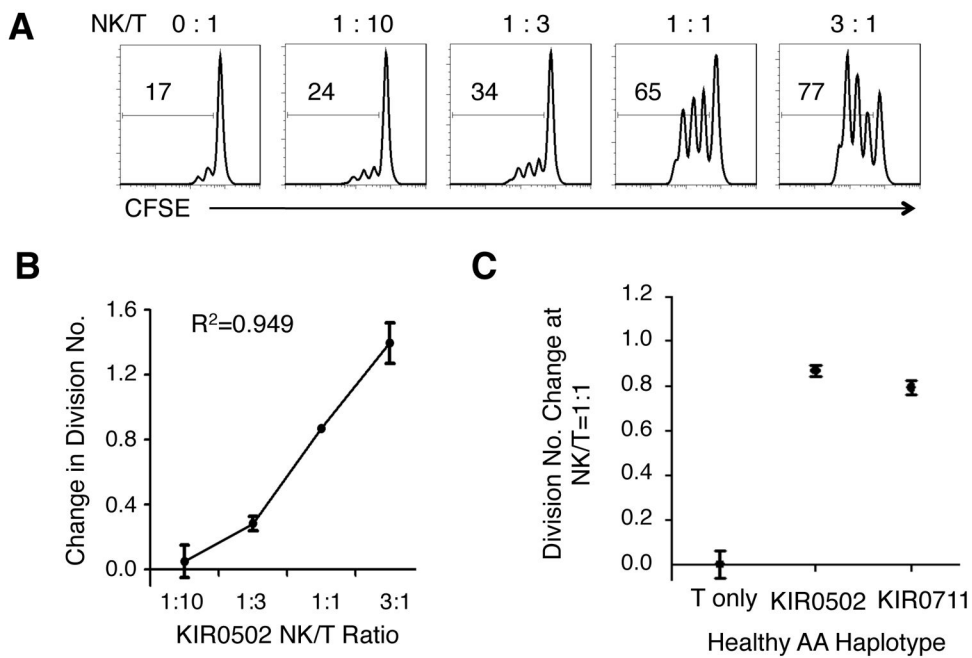 A
NK/T 0 : 1 1 : 10 1 : 3 1 : 1 3 : 1
17 24 34 65 77
CFSE
B
Change in Division No.
1.6
1.2
0.8
0.4
0.0
R²=0.949
1:10 1:3 1:1 3:1
KIR0502 NK/T Ratio
C
Division No. Change at
NK/T=1:1
1.2
1.0
0.8
0.6
0.4
0.2
0.0
T only KIR0502 KIR0711
Healthy AA Haplotype